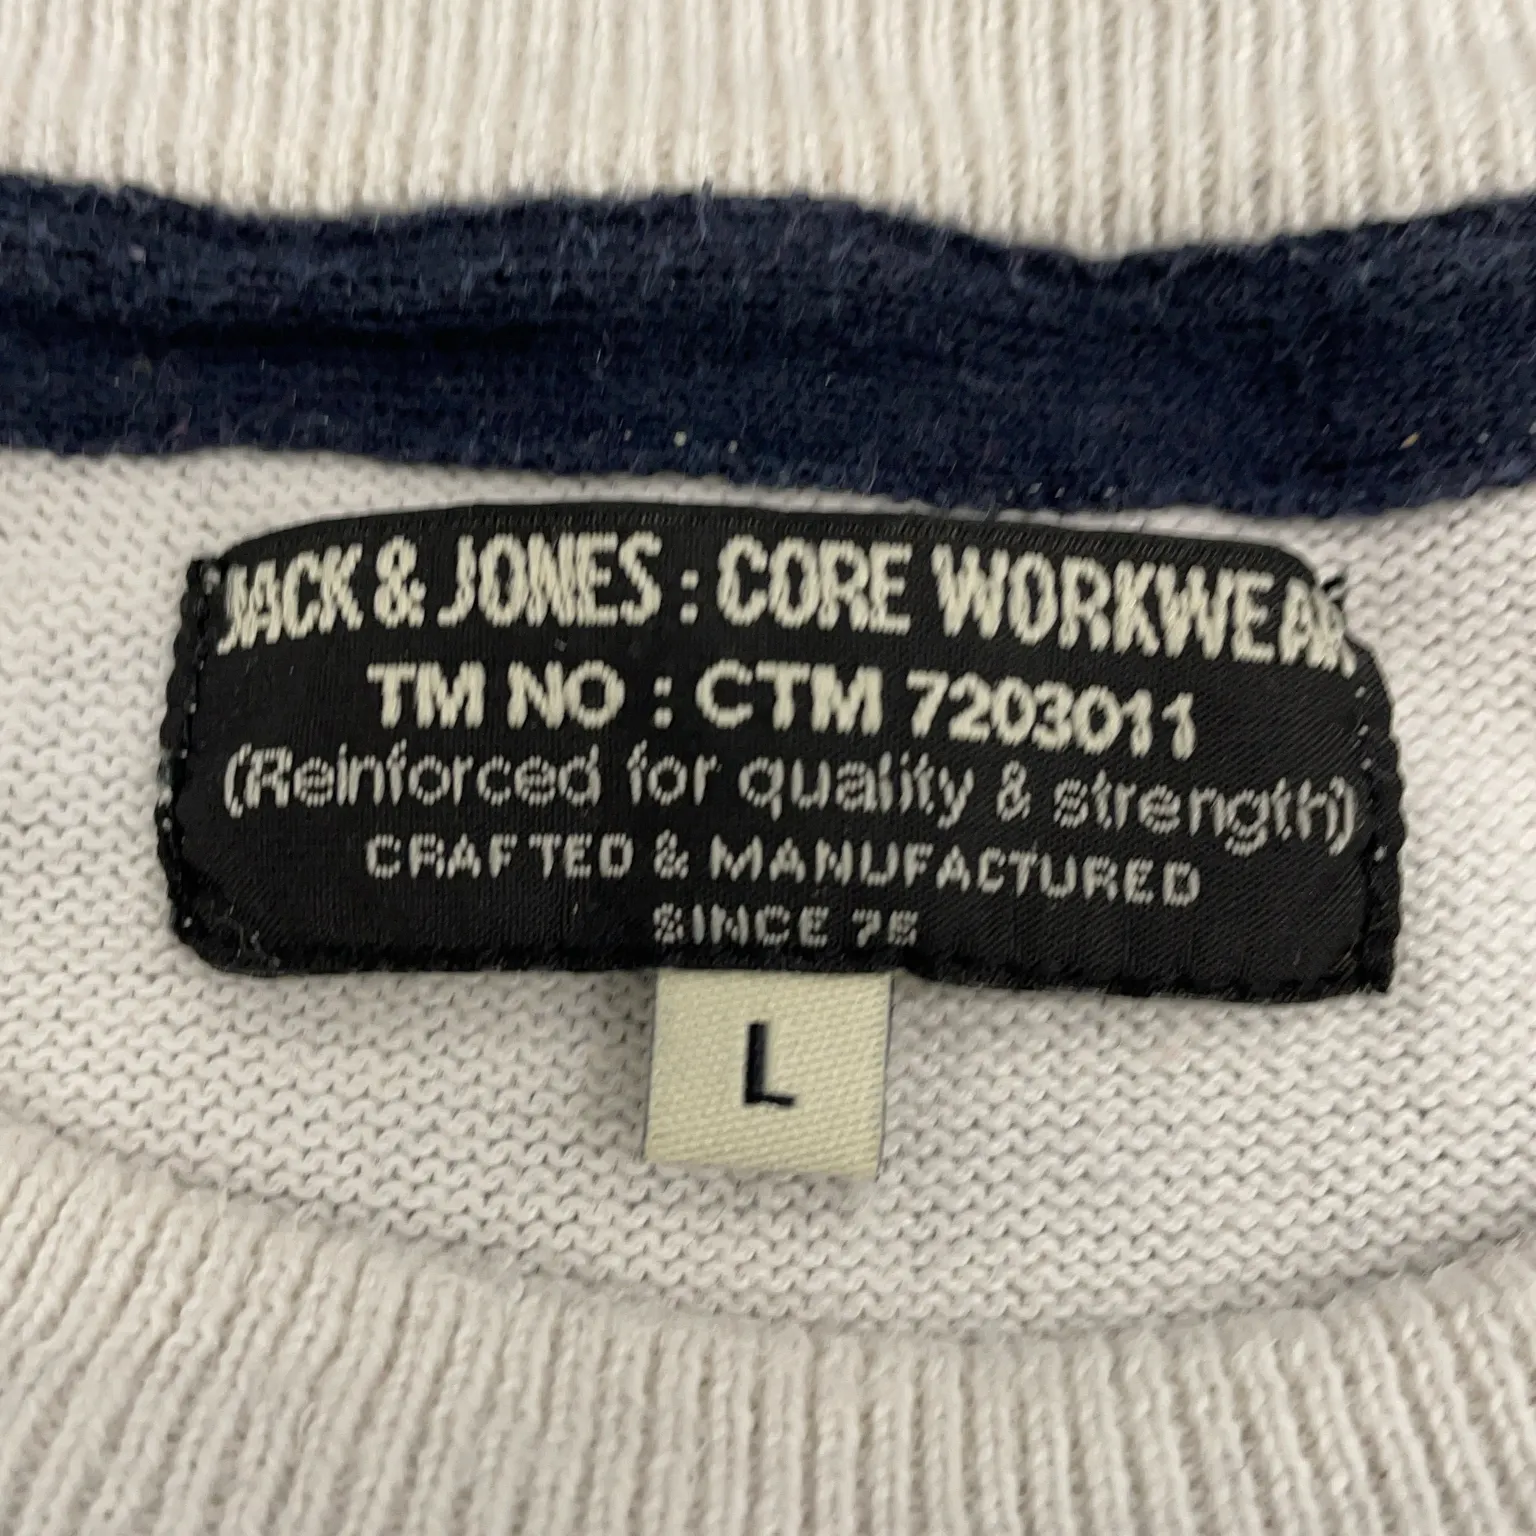 JACK & JONES : CORE WORKWEAR
TM NO : CTM 7203011
(Reinforced for quality & strength)
CRAFTED & MANUFACTURED
SINCE 75
L